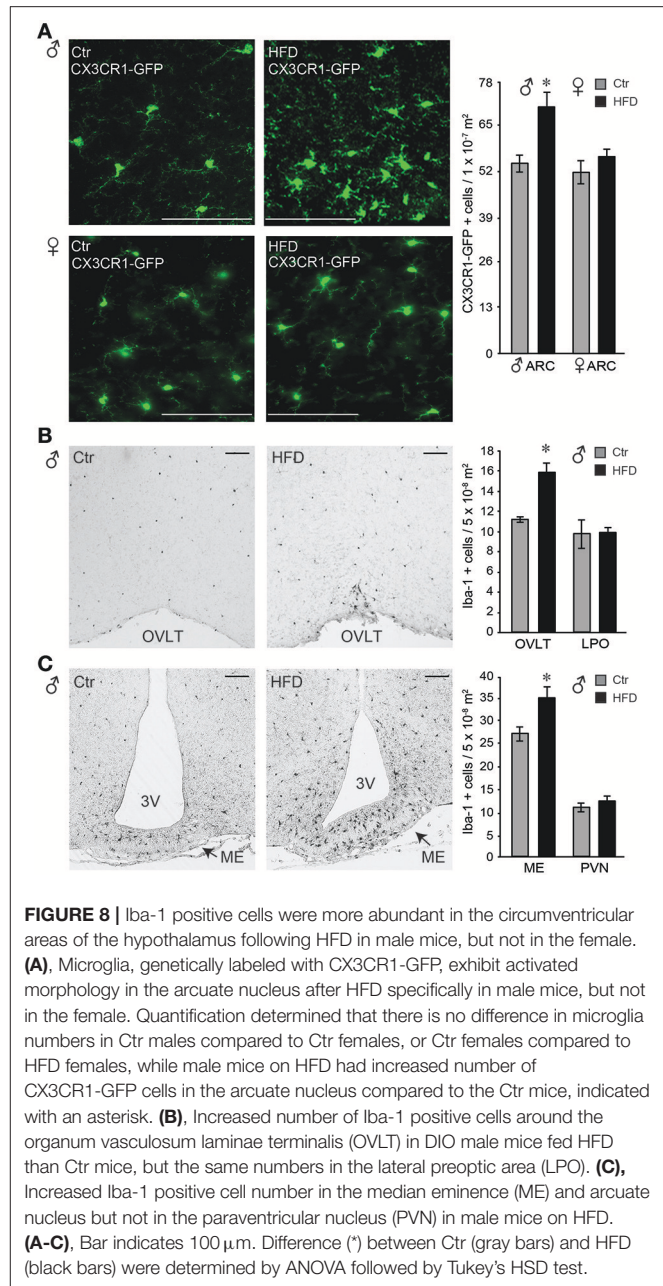 A
♂
Ctr
CX3CR1-GFP
HFD
CX3CR1-GFP
♀
Ctr
CX3CR1-GFP
HFD
CX3CR1-GFP
CX3CR1-GFP + cells / 1 x 10⁻⁷ m²
78
65
52
39
26
13
0
♂ * ♀
Ctr
HFD
♂ ARC ♀ ARC
B
♂
Ctr
OVLT
HFD
OVLT
Iba-1 + cells / 5 x 10⁻⁸ m²
18
16
14
12
10
8
6
4
2
0
* ♂
Ctr
HFD
OVLT LPO
C
♂
Ctr
3V
ME
HFD
3V
ME
Iba-1 + cells / 5 x 10⁻⁸ m²
40
35
30
25
20
15
10
5
0
* ♂
Ctr
HFD
ME PVN
FIGURE 8 | Iba-1 positive cells were more abundant in the circumventricular
areas of the hypothalamus following HFD in male mice, but not in the female.
(A), Microglia, genetically labeled with CX3CR1-GFP, exhibit activated
morphology in the arcuate nucleus after HFD specifically in male mice, but not
in the female. Quantification determined that there is no difference in microglia
numbers in Ctr males compared to Ctr females, or Ctr females compared to
HFD females, while male mice on HFD had increased number of
CX3CR1-GFP cells in the arcuate nucleus compared to the Ctr mice, indicated
with an asterisk. (B), Increased number of Iba-1 positive cells around the
organum vasculosum laminae terminalis (OVLT) in DIO male mice fed HFD
than Ctr mice, but the same numbers in the lateral preoptic area (LPO). (C),
Increased Iba-1 positive cell number in the median eminence (ME) and arcuate
nucleus but not in the paraventricular nucleus (PVN) in male mice on HFD.
(A-C), Bar indicates 100 μm. Difference (*) between Ctr (gray bars) and HFD
(black bars) were determined by ANOVA followed by Tukey's HSD test.